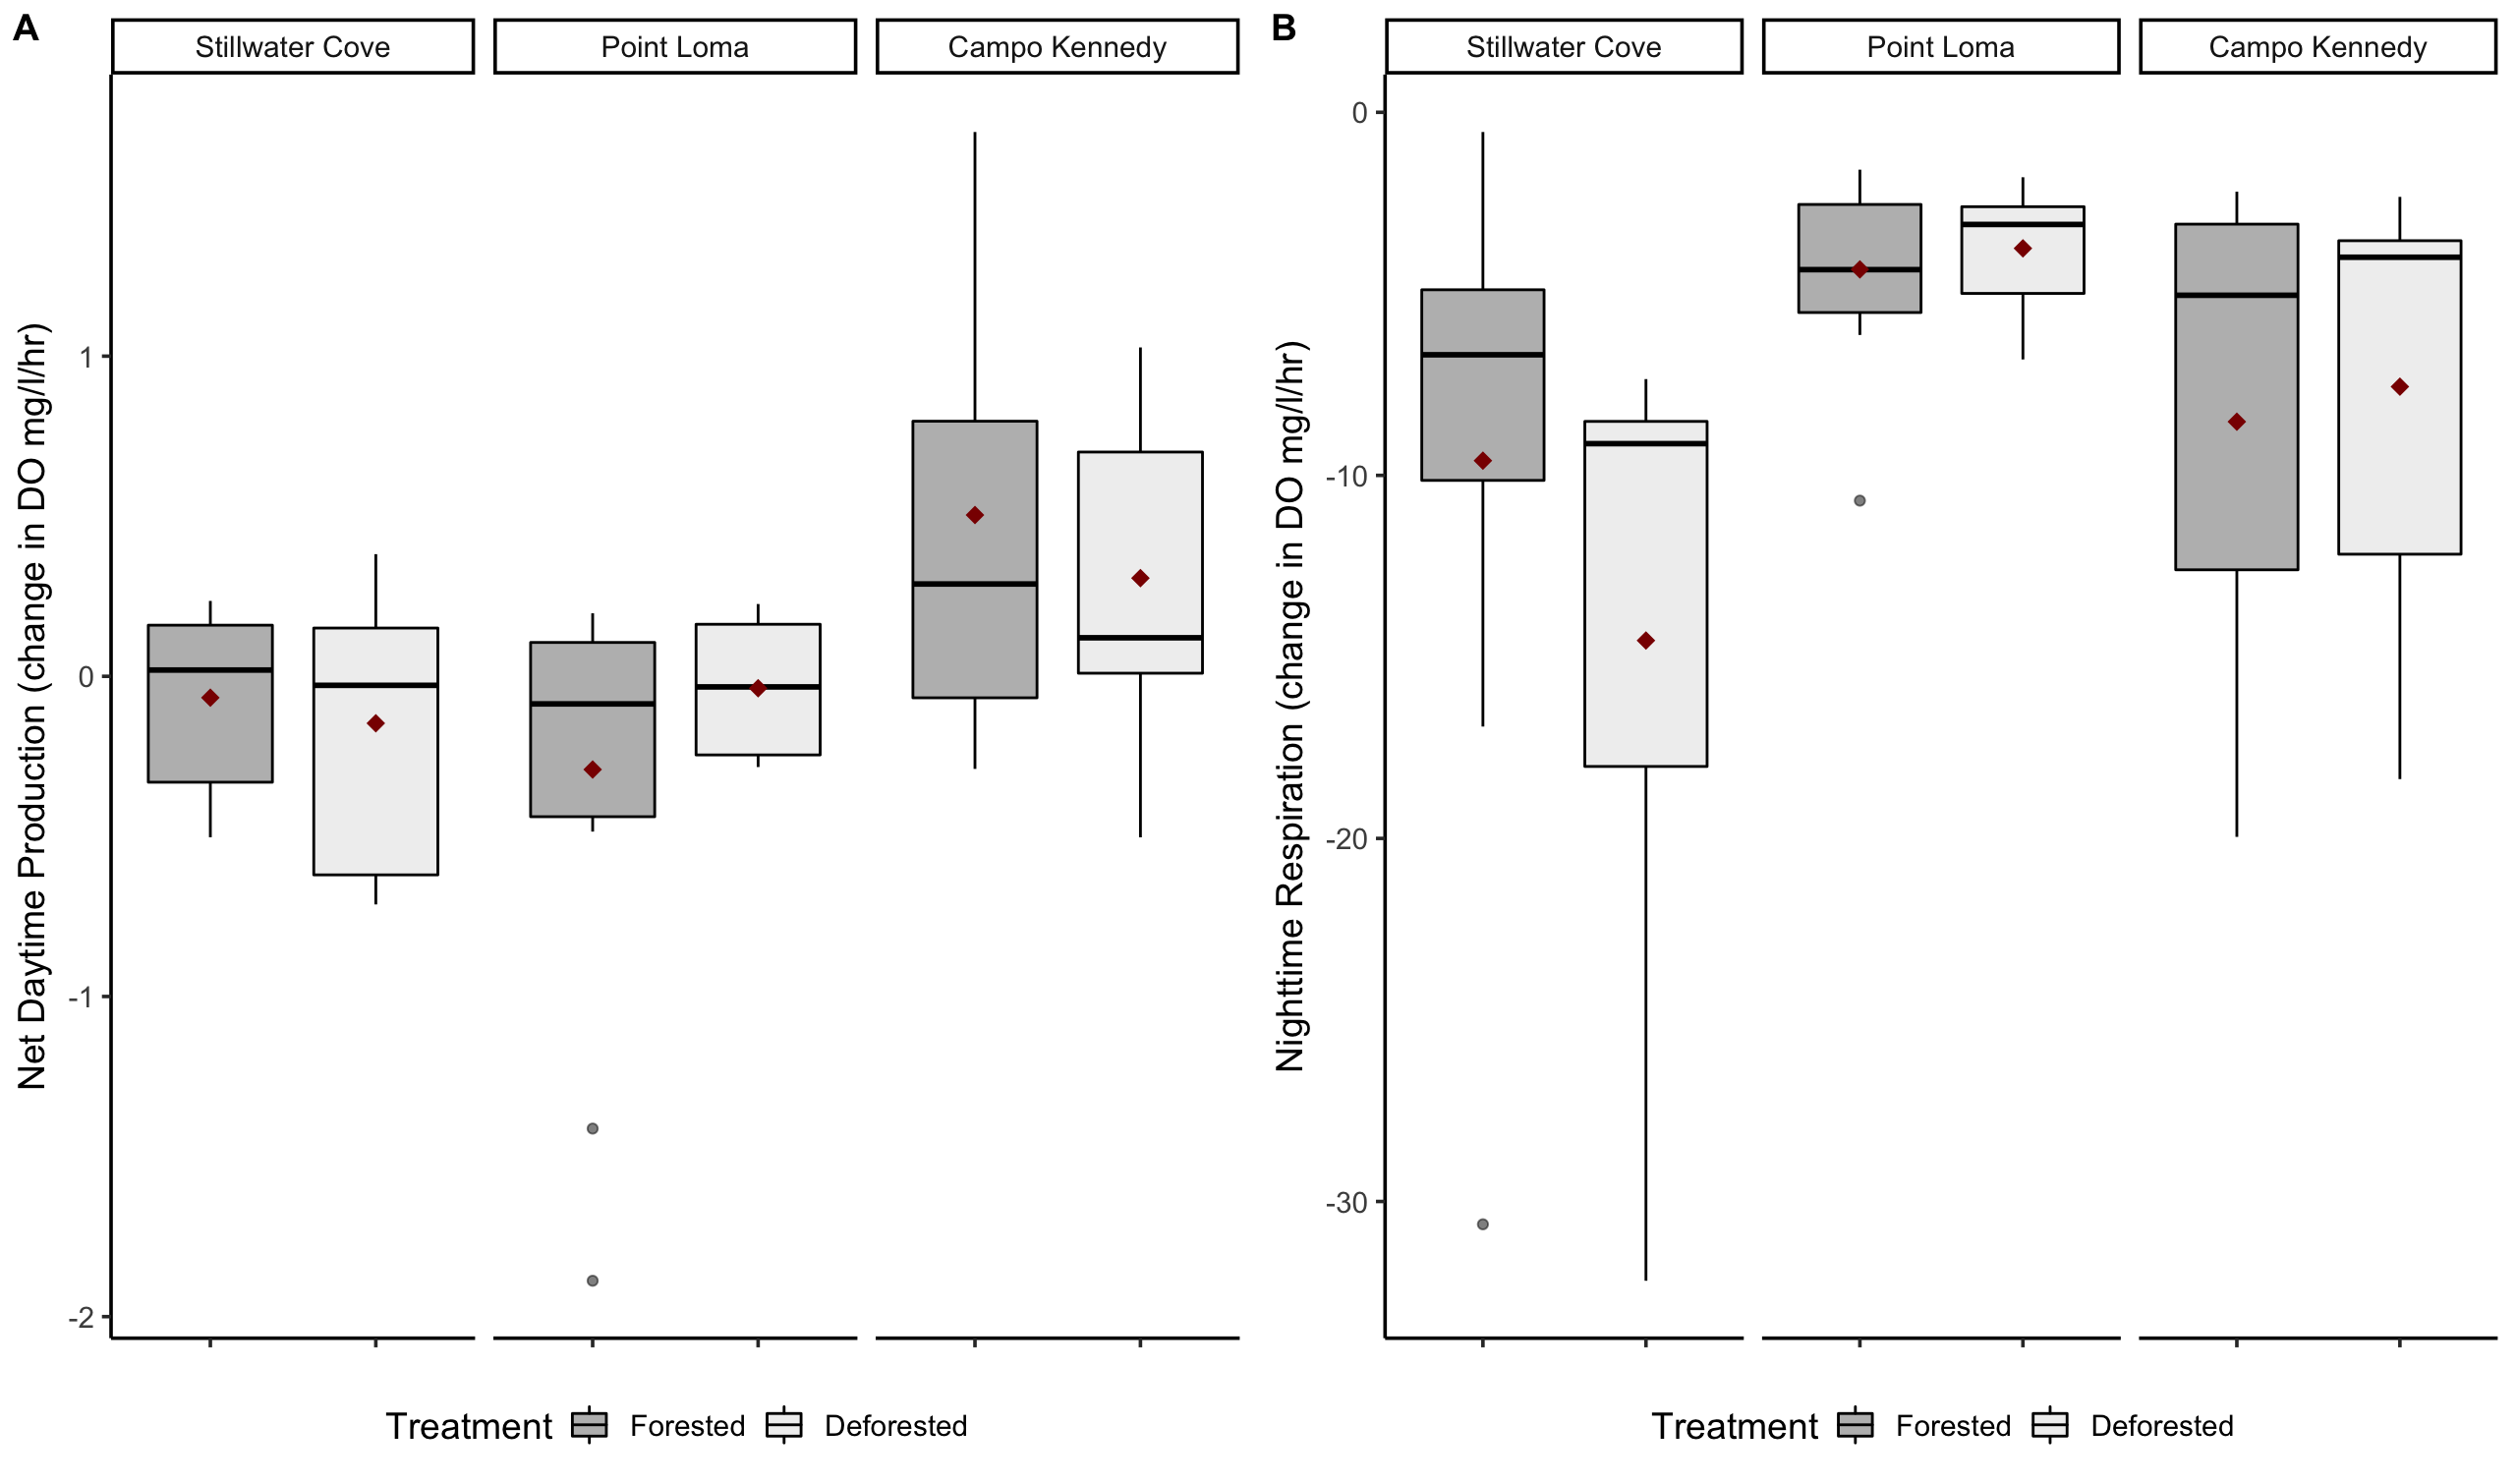 A
Stillwater Cove
Point Loma
Campo Kennedy
Net Daytime Production (change in DO mg/l/hr)
1
0
-1
-2
Treatment Forested Deforested
B
Stillwater Cove
Point Loma
Campo Kennedy
Nighttime Respiration (change in DO mg/l/hr)
0
-10
-20
-30
Treatment Forested Deforested